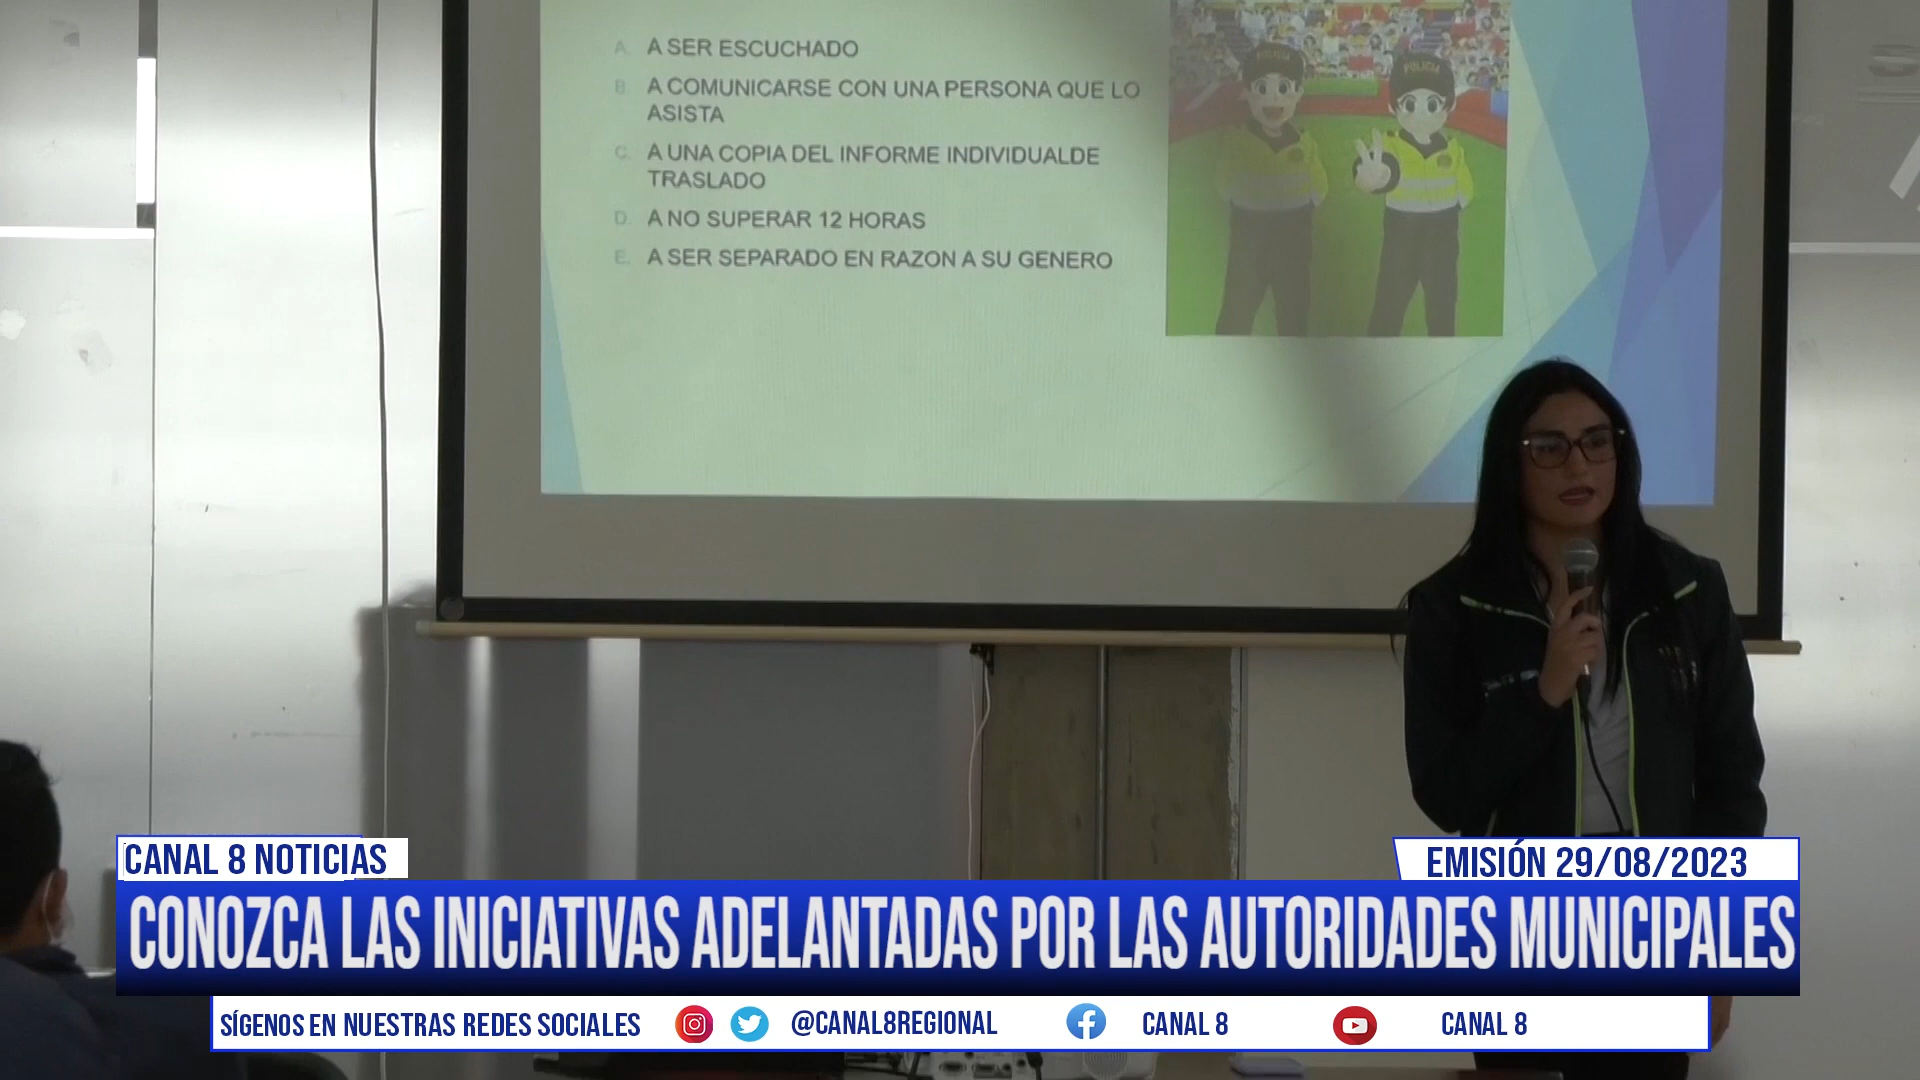 A. A SER ESCUCHADO
B. A COMUNICARSE CON UNA PERSONA QUE LO
ASISTA
C. A UNA COPIA DEL INFORME INDIVIDUALDE
TRASLADO
D. A NO SUPERAR 12 HORAS
E. A SER SEPARADO EN RAZON A SU GENERO
POLICIA
POLICIA
CANAL 8 NOTICIAS
EMISIÓN 29/08/2023
CONOZCA LAS INICIATIVAS ADELANTADAS POR LAS AUTORIDADES MUNICIPALES
SÍGENOS EN NUESTRAS REDES SOCIALES @CANAL8REGIONAL CANAL 8 CANAL 8